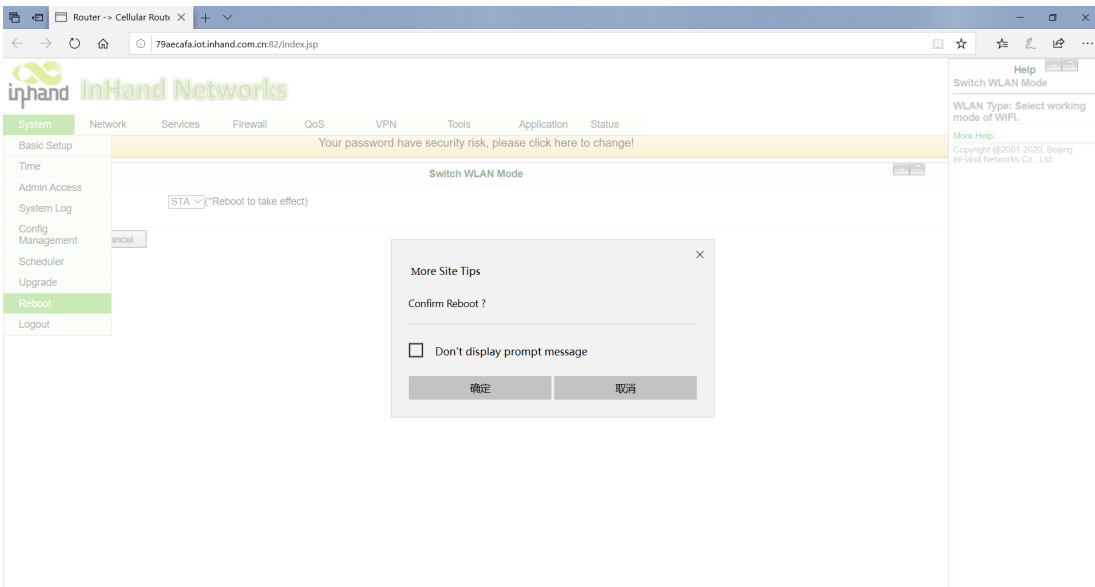 Router -> Cellular Route
79aecafa.iot.inhand.com.cn:82/index.jsp
inhand InHand Networks
System Network Services Firewall QoS VPN Tools Application Status
Your password have security risk, please click here to change!
Basic Setup
Time
Admin Access
System Log
Config
Management
Scheduler
Upgrade
Reboot
Logout
Switch WLAN Mode
STA (*Reboot to take effect)
ancel
More Site Tips
Confirm Reboot ?
Don't display prompt message
确定 取消
Help
Switch WLAN Mode
WLAN Type: Select working
mode of WIFI.
More Help...
Copyright @2001-2020, Beijing
InHand Networks Co., Ltd